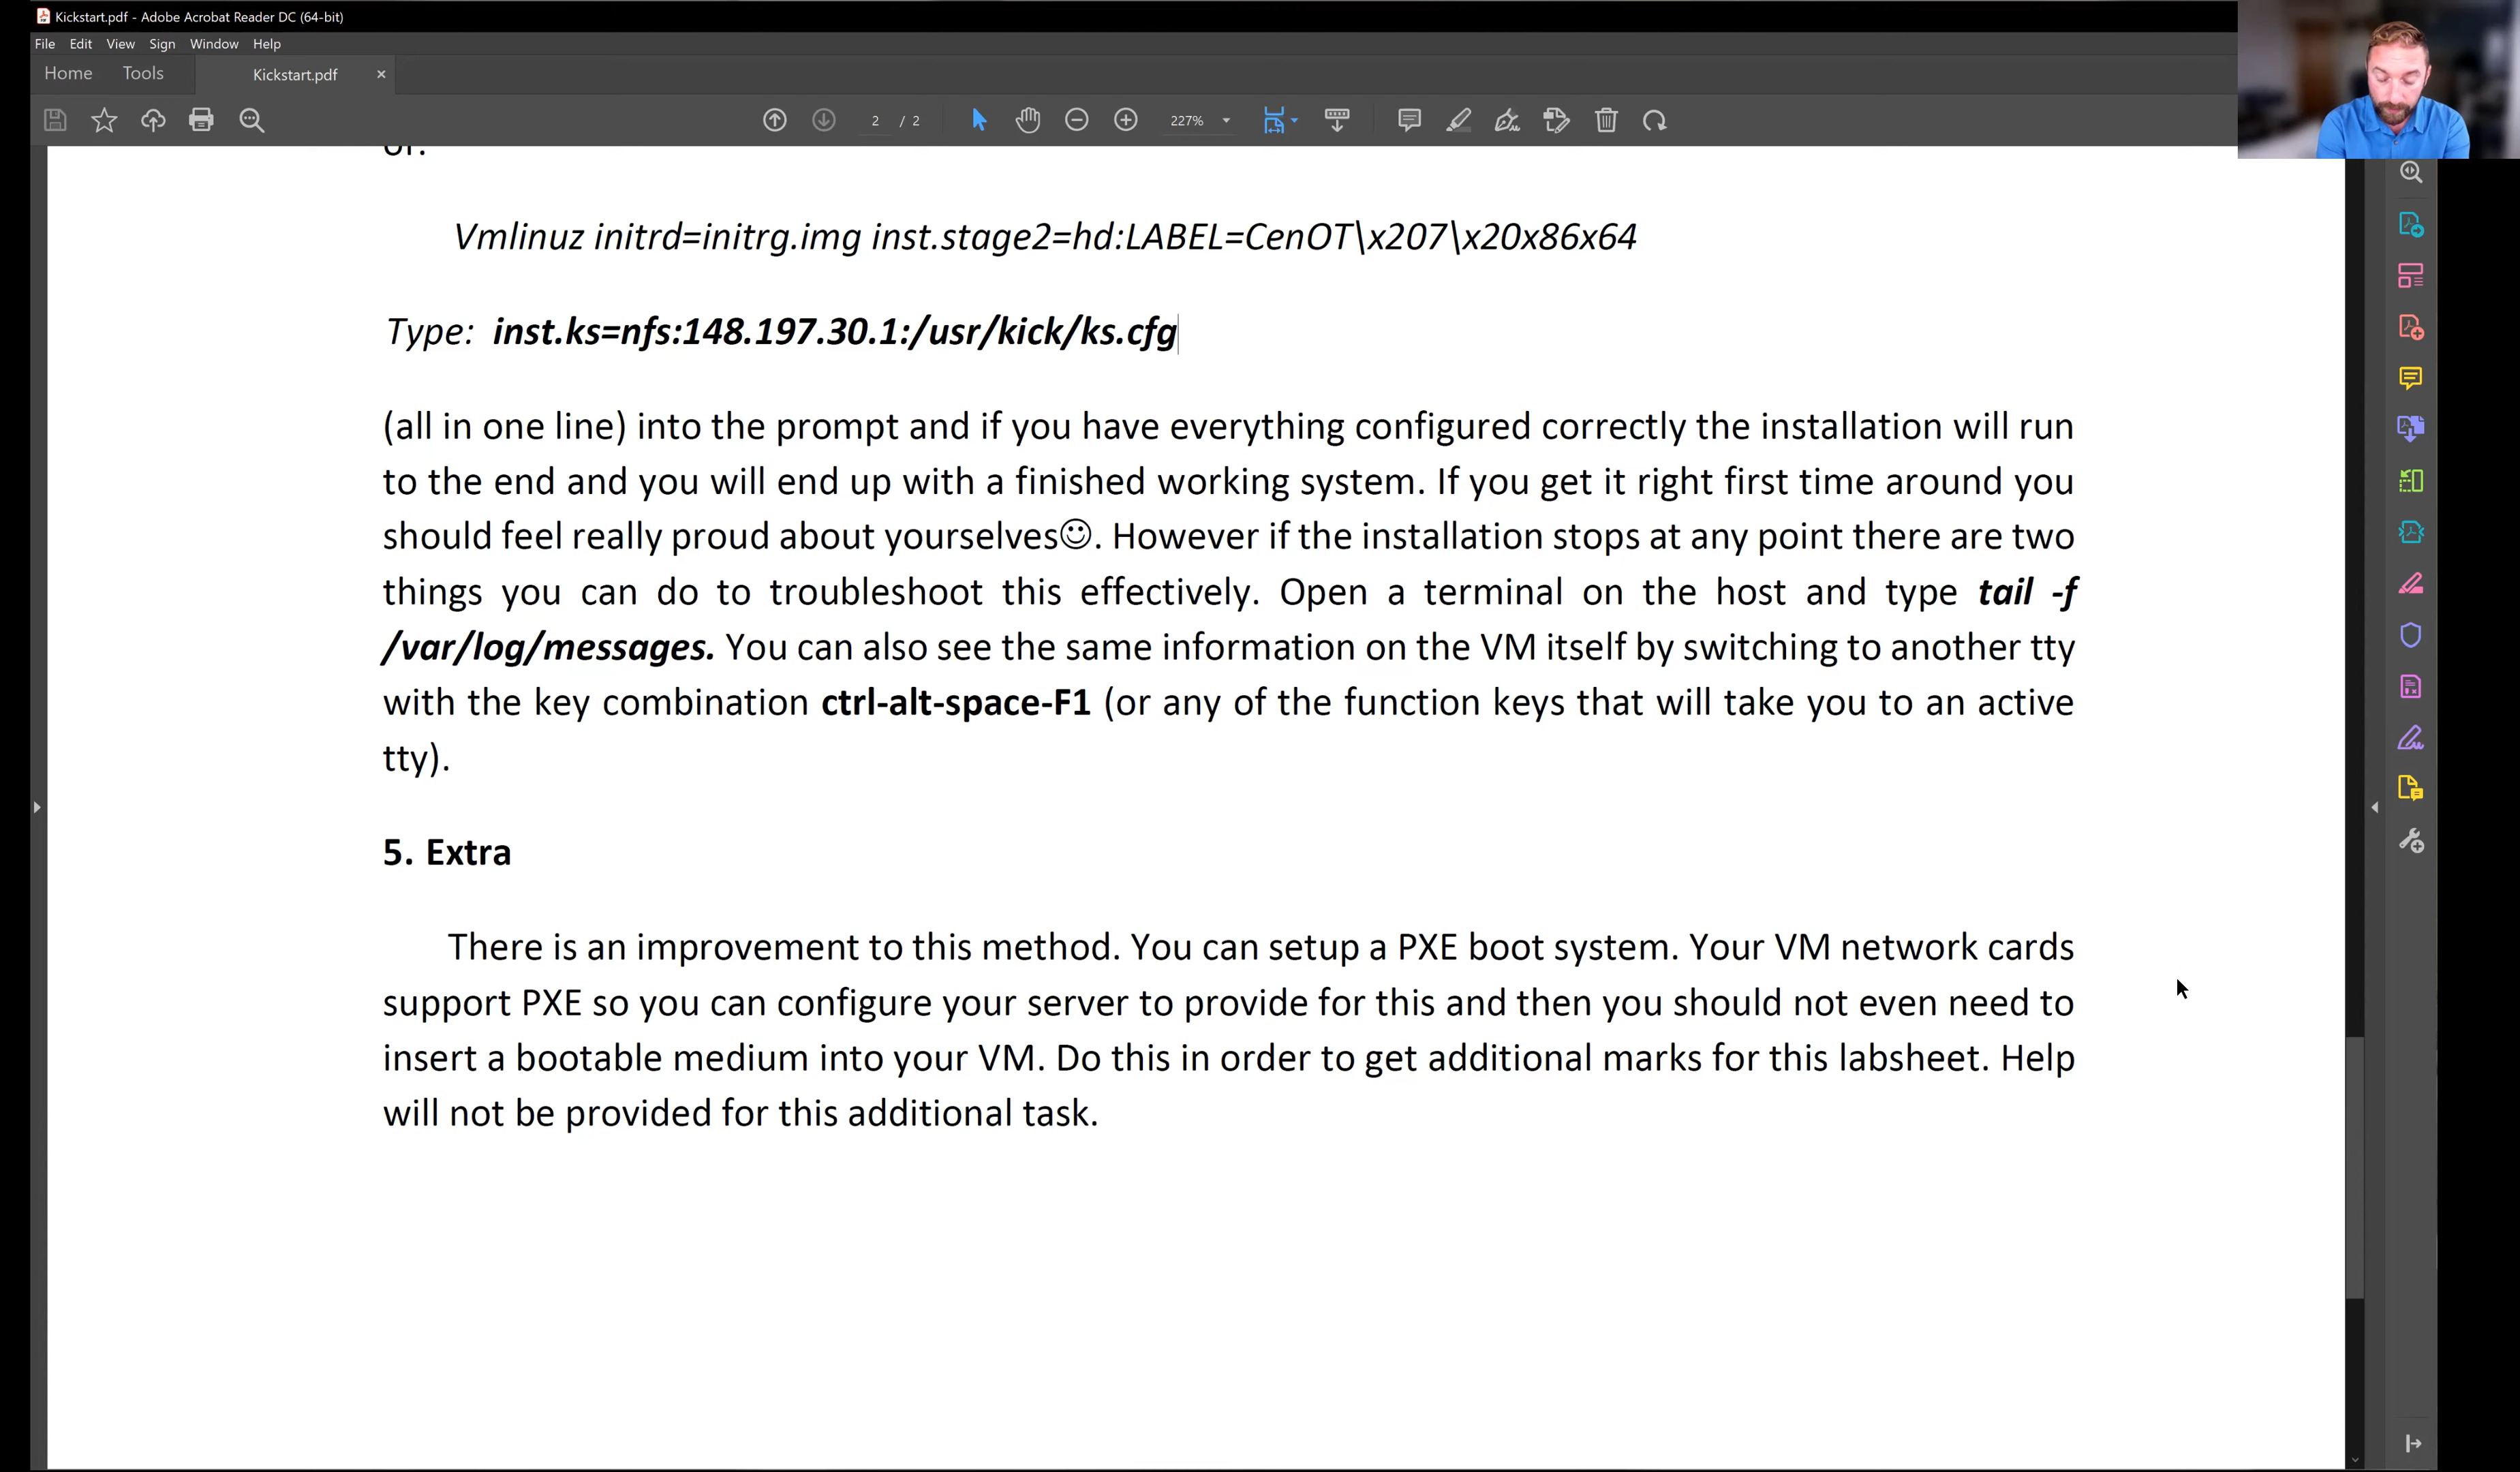 Kickstart.pdf - Adobe Acrobat Reader DC (64-bit)
File Edit View Sign Window Help
Home Tools Kickstart.pdf
2 / 2 227%
or:
Vmlinuz initrd=initrg.img inst.stage2=hd:LABEL=CenOT\x207\x20x86x64
Type: inst.ks=nfs:148.197.30.1:/usr/kick/ks.cfg
(all in one line) into the prompt and if you have everything configured correctly the installation will run
to the end and you will end up with a finished working system. If you get it right first time around you
should feel really proud about yourselves☺. However if the installation stops at any point there are two
things you can do to troubleshoot this effectively. Open a terminal on the host and type tail -f
/var/log/messages. You can also see the same information on the VM itself by switching to another tty
with the key combination ctrl-alt-space-F1 (or any of the function keys that will take you to an active
tty).
5. Extra
There is an improvement to this method. You can setup a PXE boot system. Your VM network cards
support PXE so you can configure your server to provide for this and then you should not even need to
insert a bootable medium into your VM. Do this in order to get additional marks for this labsheet. Help
will not be provided for this additional task.